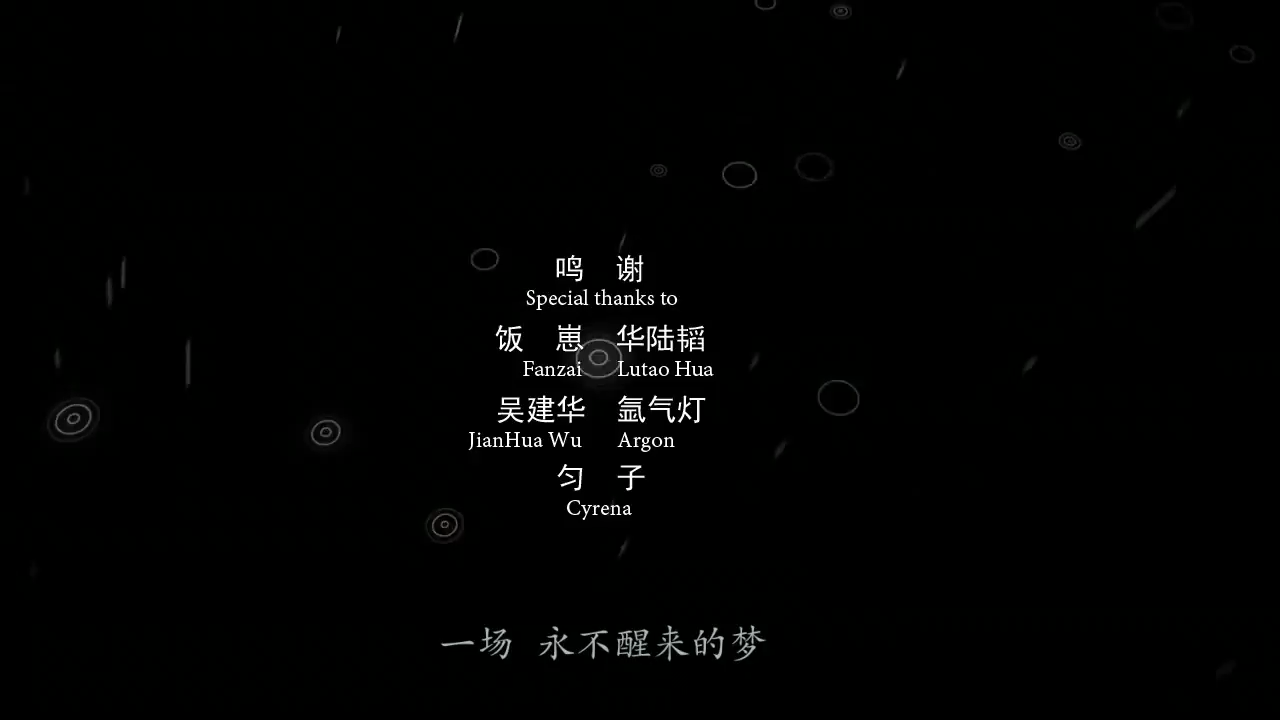 鸣 谢
Special thanks to
饭 崽 华陆韬
Fanzai Lutao Hua
吴建华 氩气灯
JianHua Wu Argon
匀 子
Cyrena
一场 永不醒来的梦